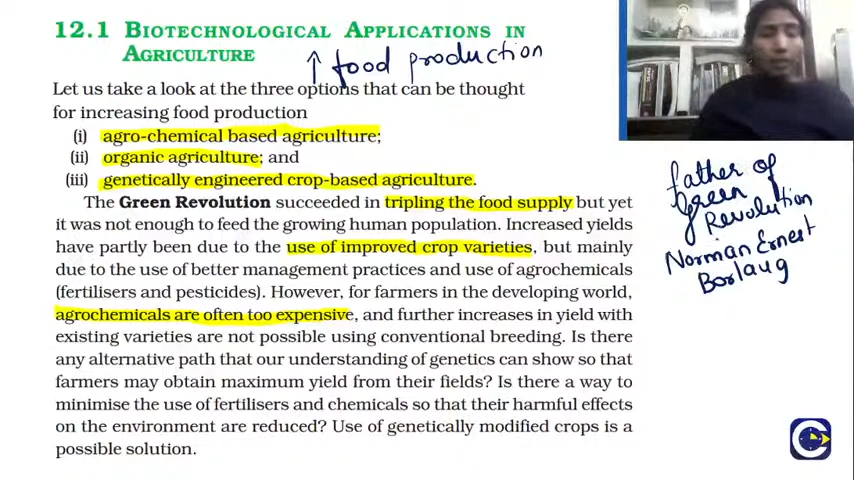 12.1 BIOTECHNOLOGICAL APPLICATIONS IN
AGRICULTURE
↑ food production
Let us take a look at the three options that can be thought
for increasing food production
(i) agro-chemical based agriculture;
(ii) organic agriculture; and
(iii) genetically engineered crop-based agriculture.
The Green Revolution succeeded in tripling the food supply but yet
it was not enough to feed the growing human population. Increased yields
have partly been due to the use of improved crop varieties, but mainly
due to the use of better management practices and use of agrochemicals
(fertilisers and pesticides). However, for farmers in the developing world,
agrochemicals are often too expensive, and further increases in yield with
existing varieties are not possible using conventional breeding. Is there
any alternative path that our understanding of genetics can show so that
farmers may obtain maximum yield from their fields? Is there a way to
minimise the use of fertilisers and chemicals so that their harmful effects
on the environment are reduced? Use of genetically modified crops is a
possible solution.
father of
Green
Revolution
Norman Ernest
Borlaug